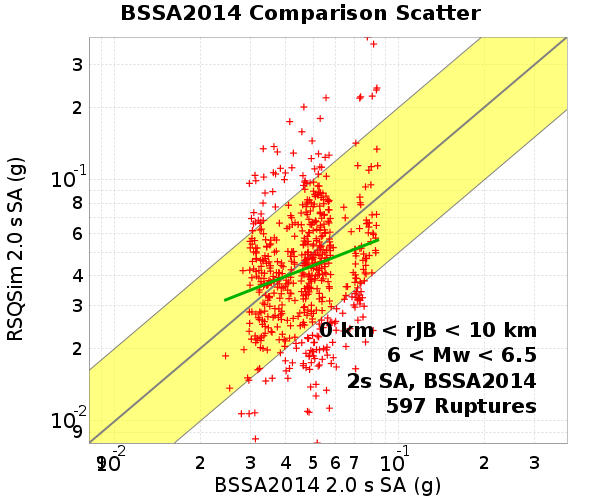 BSSA2014 Comparison Scatter
RSQSim 2.0 s SA (g)
3
2
10-1
8
6
4
3
2
10-2
9
0 km < rJB < 10 km
6 < Mw < 6.5
2s SA, BSSA2014
597 Ruptures
9 10-2 2 3 4 5 6 7 10-1 2 3
BSSA2014 2.0 s SA (g)